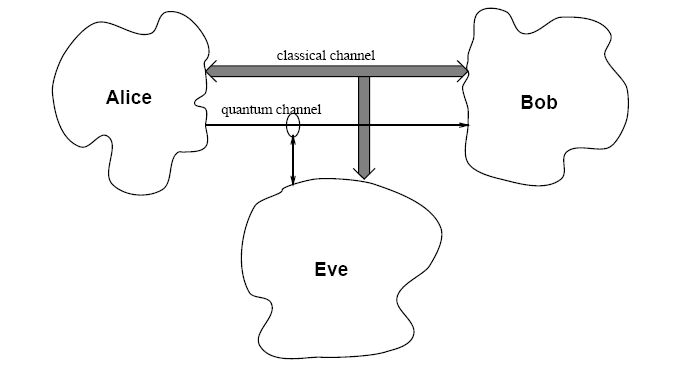 classical channel
Alice
Bob
quantum channel
Eve